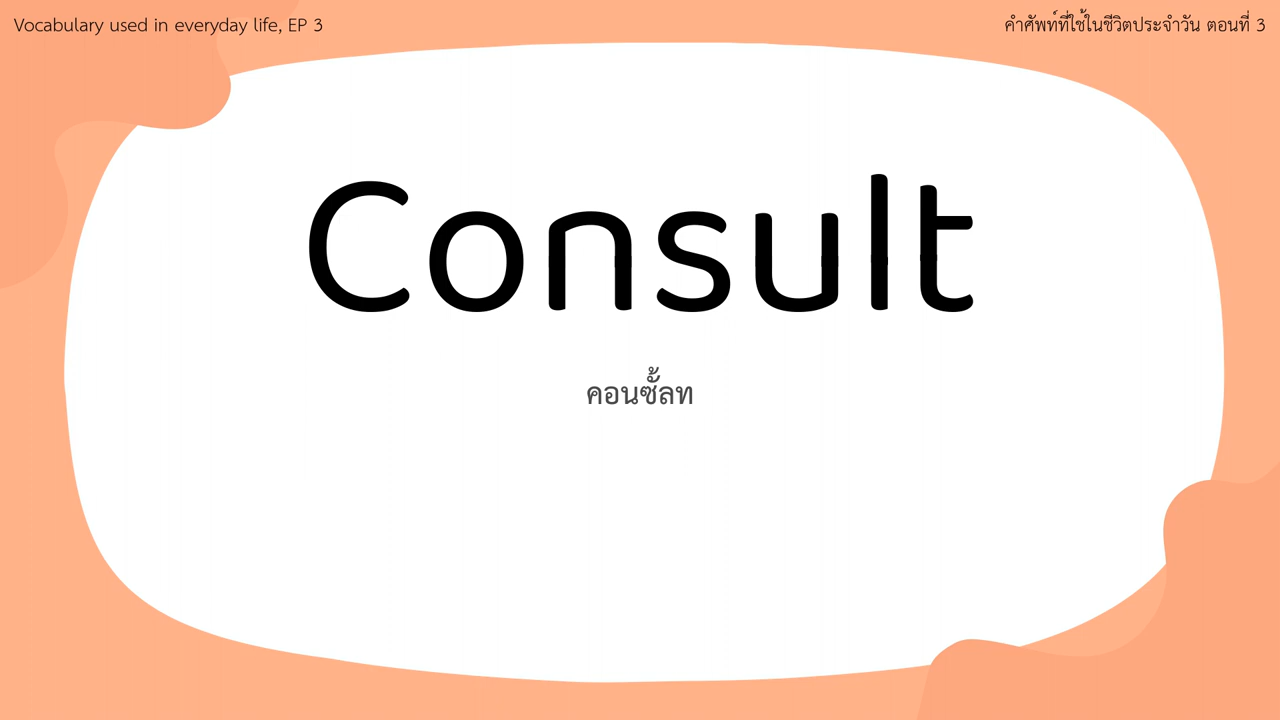 Vocabulary used in everyday life, EP 3
คำศัพท์ที่ใช้ในชีวิตประจำวัน ตอนที่ 3
Consult
คอนซั้ลท